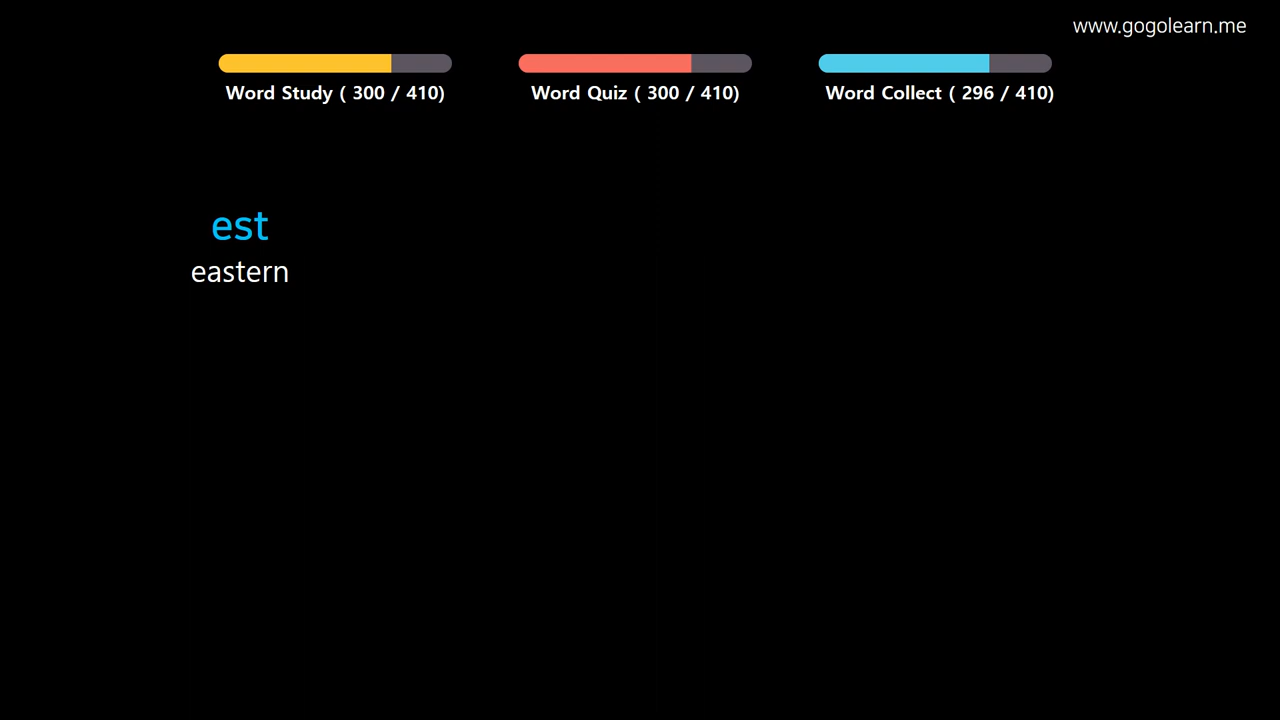 www.gogolearn.me
Word Study ( 300 / 410)
Word Quiz ( 300 / 410)
Word Collect ( 296 / 410)
est
eastern